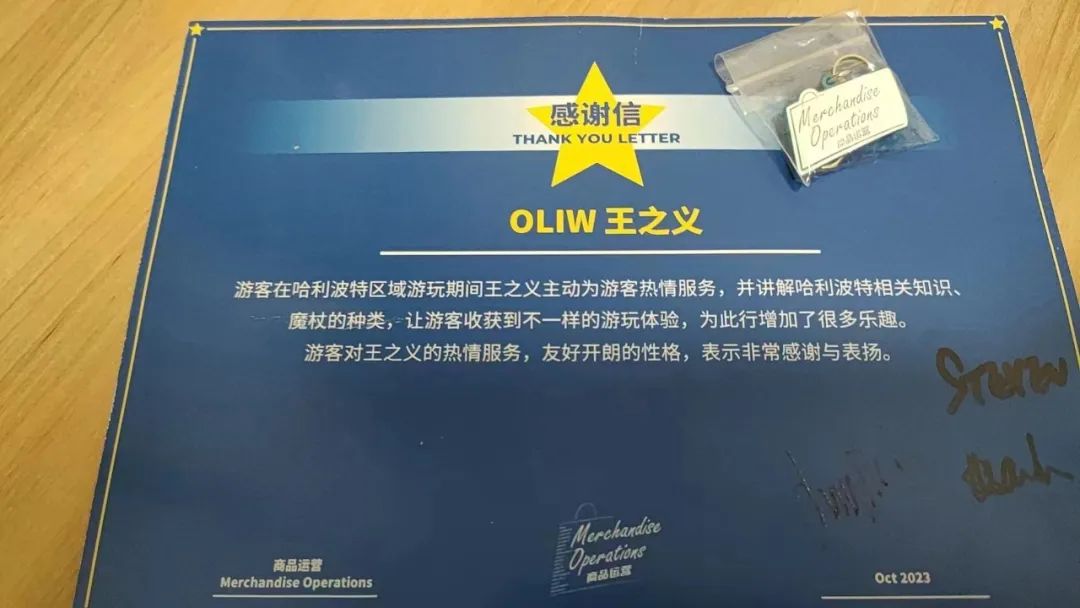 感谢信
THANK YOU LETTER
Merchandise
Operations
商品运营
OLIW 王之义
游客在哈利波特区域游玩期间王之义主动为游客热情服务，并讲解哈利波特相关知识、
魔杖的种类，让游客收获到不一样的游玩体验，为此行增加了很多乐趣。
游客对王之义的热情服务，友好开朗的性格，表示非常感谢与表扬。
商品运营
Merchandise Operations
Merchandise
Operations
商品运营
Oct 2023